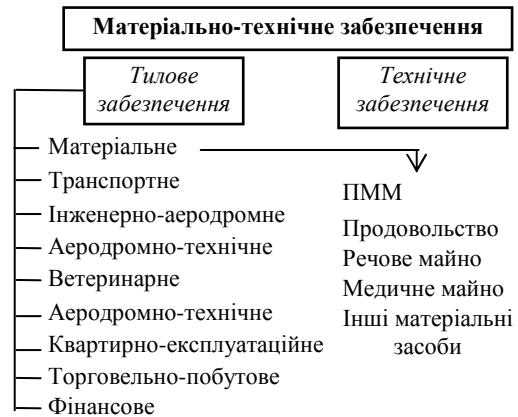 Матеріально-технічне забезпечення
Тилове
забезпечення
Технічне
забезпечення
Матеріальне
Транспортне
Інженерно-аеродромне
Аеродромно-технічне
Ветеринарне
Аеродромно-технічне
Квартирно-експлуатаційне
Торговельно-побутове
Фінансове
ПММ
Продовольство
Речове майно
Медичне майно
Інші матеріальні
засоби